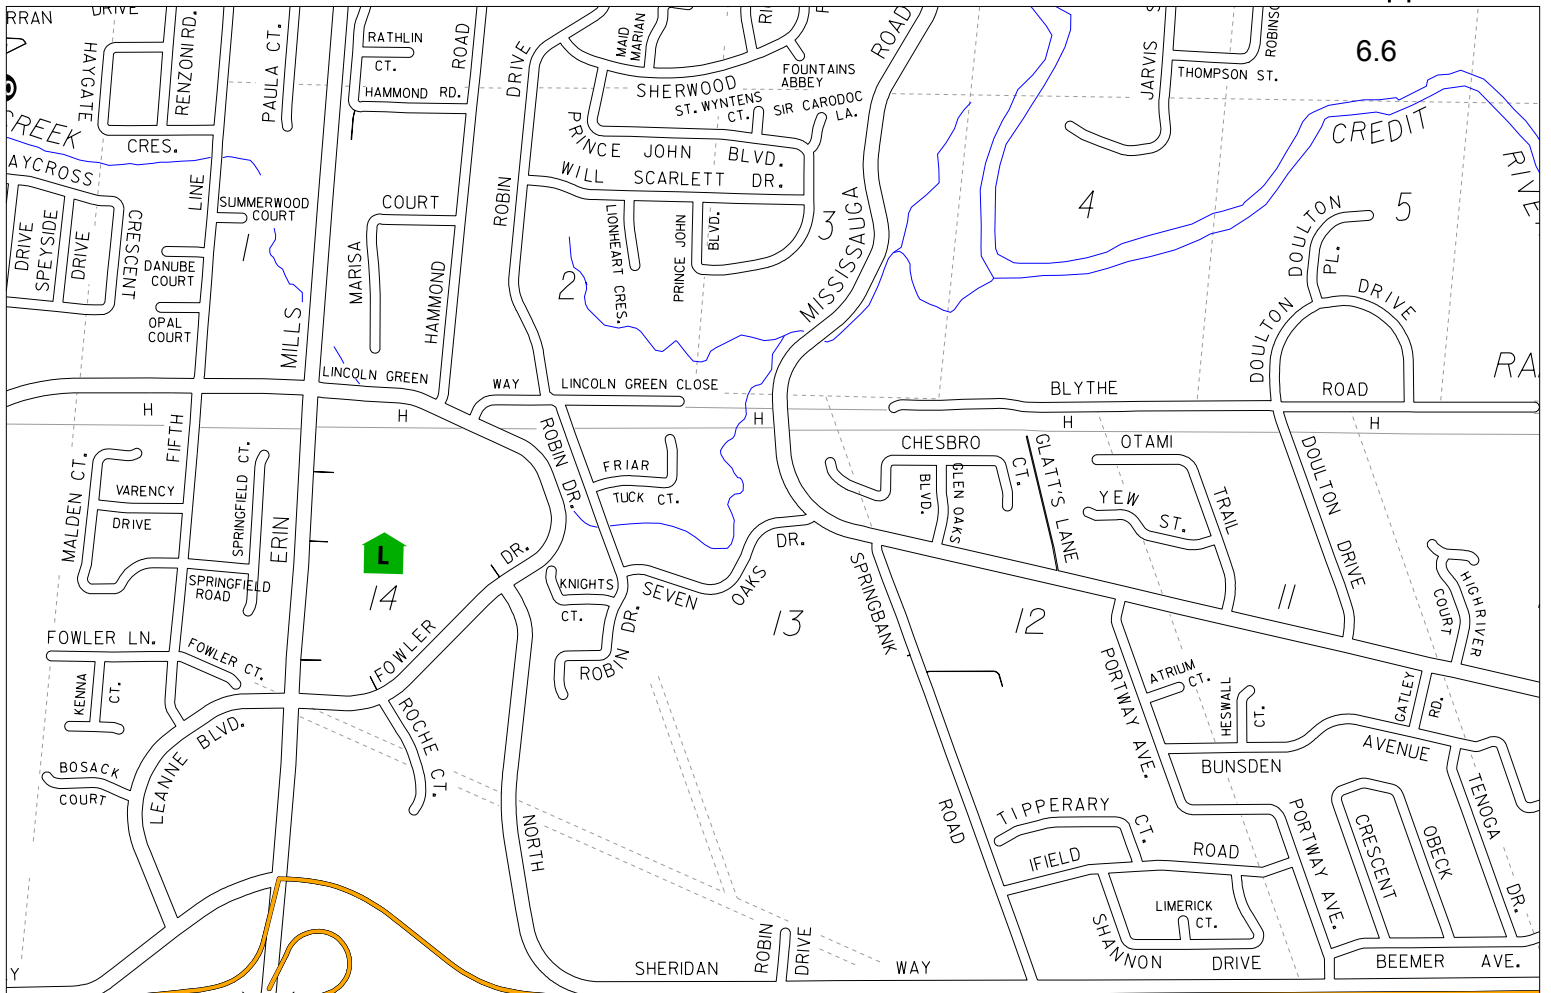 RRAN
DRIVE
HAYGATE
RENZONI RD.
PAULA CT.
RATHLIN
CT.
HAMMOND RD.
ROAD
DRIVE
MAID
MARIAN
SHERWOOD
FOUNTAINS
ABBEY
ST. WYNTENS
CT.
SIR CARODOC
LA.
ROAD
JARVIS
THOMPSON ST.
ROBINSO
6.6
CREDIT
RIVE
REEK
CRES.
AYCROSS
CRESCENT
DRIVE
SPEYSIDE
DRIVE
LINE
SUMMERWOOD
COURT
1
DANUBE
COURT
OPAL
COURT
MILLS
MARISA
COURT
HAMMOND
ROBIN
PRINCE JOHN BLVD.
WILL SCARLETT DR.
LIONHEART CRES.
PRINCE JOHN
BLVD.
2
3
MISSISSAUGA
4
5
DOULTON
PL.
DOULTON
DRIVE
RA
LINCOLN GREEN
WAY
LINCOLN GREEN CLOSE
BLYTHE
ROAD
H
H
H
H
H
FIFTH
MALDEN CT.
VARENCY
DRIVE
SPRINGFIELD CT.
ERIN
SPRINGFIELD
ROAD
L
14
ROBIN DR.
FRIAR
TUCK CT.
CHESBRO
CT.
BLVD.
GLEN OAKS
GLATT'S LANE
OTAMI
TRAIL
YEW
ST.
DOULTON
DRIVE
HIGHRIVER
COURT
DR.
KNIGHTS
CT.
SEVEN
OAKS
DR.
13
SPRINGBANK
12
11
FOWLER LN.
FOWLER CT.
KENNA
CT.
FOWLER
ROBIN DR.
ROCHE CT.
LEANNE BLVD.
BOSACK
COURT
PORTWAY AVE.
ATRIUM
CT.
HESWALL
CT.
GATLEY
RD.
BUNSDEN
AVENUE
TENOGA
DR.
NORTH
ROAD
TIPPERARY
CT.
IFIELD
ROAD
PORTWAY AVE.
CRESCENT
OBECK
LIMERICK
CT.
SHANNON
DRIVE
ROBIN
DRIVE
Y
SHERIDAN
WAY
BEEMER
AVE.